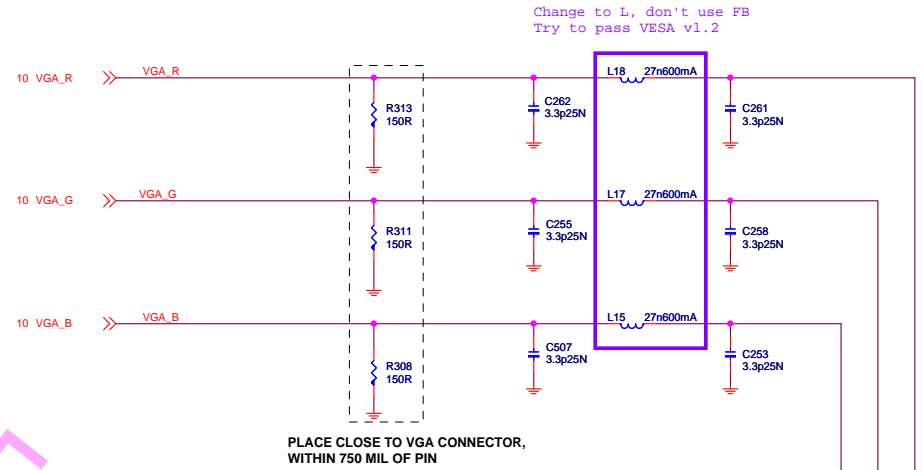 Change to L, don't use FB
Try to pass VESA v1.2
10 VGA_R
VGA_R
R313
150R
C262
3.3p25N
L18
27n600mA
C261
3.3p25N
10 VGA_G
VGA_G
R311
150R
C255
3.3p25N
L17
27n600mA
C258
3.3p25N
10 VGA_B
VGA_B
R308
150R
C507
3.3p25N
L15
27n600mA
C253
3.3p25N
PLACE CLOSE TO VGA CONNECTOR,
WITHIN 750 MIL OF PIN